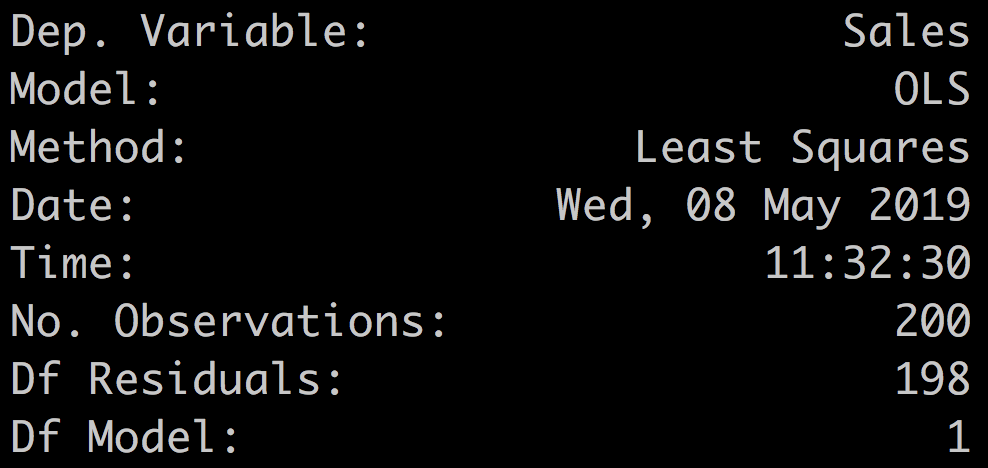 Dep. Variable: Sales
Model: OLS
Method: Least Squares
Date: Wed, 08 May 2019
Time: 11:32:30
No. Observations: 200
Df Residuals: 198
Df Model: 1